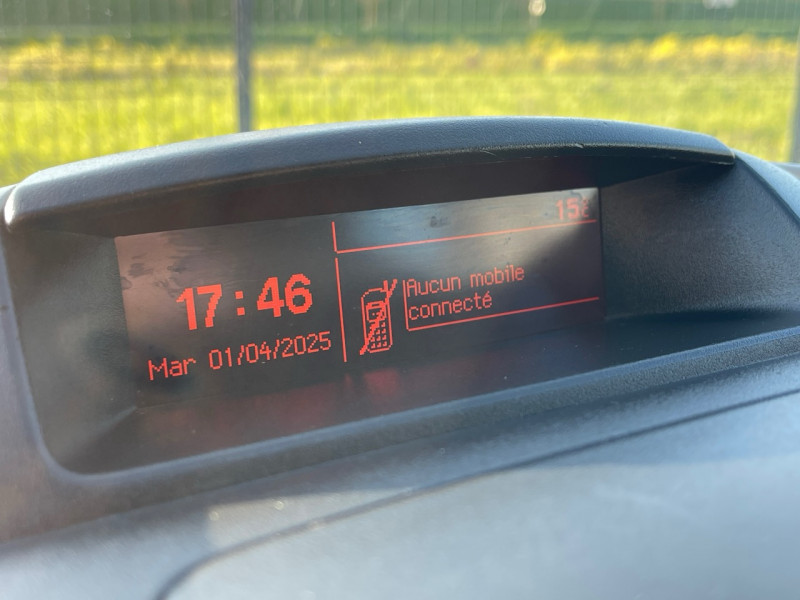 17:46
Mar 01/04/2025
Aucun mobile
connecté